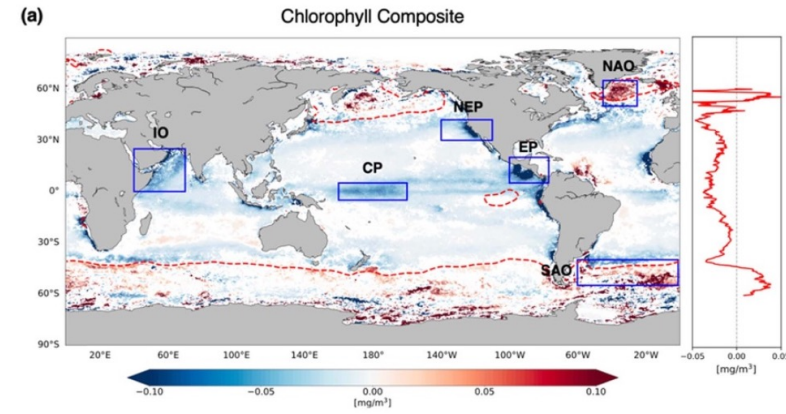 (a)
Chlorophyll Composite
NAO
60°N
NEP
IO
EP
30°N
CP
0°
30°S
SAO
60°S
90°S
20°E 60°E 100°E 140°E 180° 140°W 100°W 60°W 20°W
-0.05 0.00 0.05
[mg/m³]
-0.10 -0.05 0.00 0.05 0.10
[mg/m³]